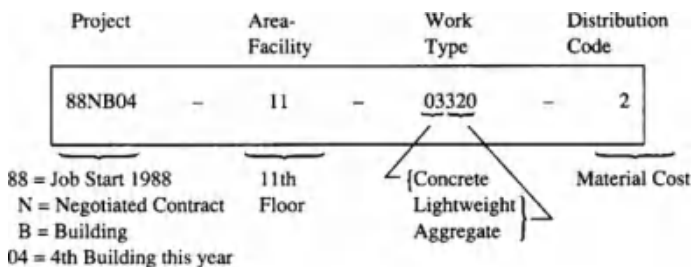 Project Area-Facility Work Type Distribution Code
88NB04 – 11 – 03320 – 2
88 = Job Start 1988 11th Floor {Concrete Material Cost
N = Negotiated Contract Lightweight}
B = Building Aggregate
04 = 4th Building this year